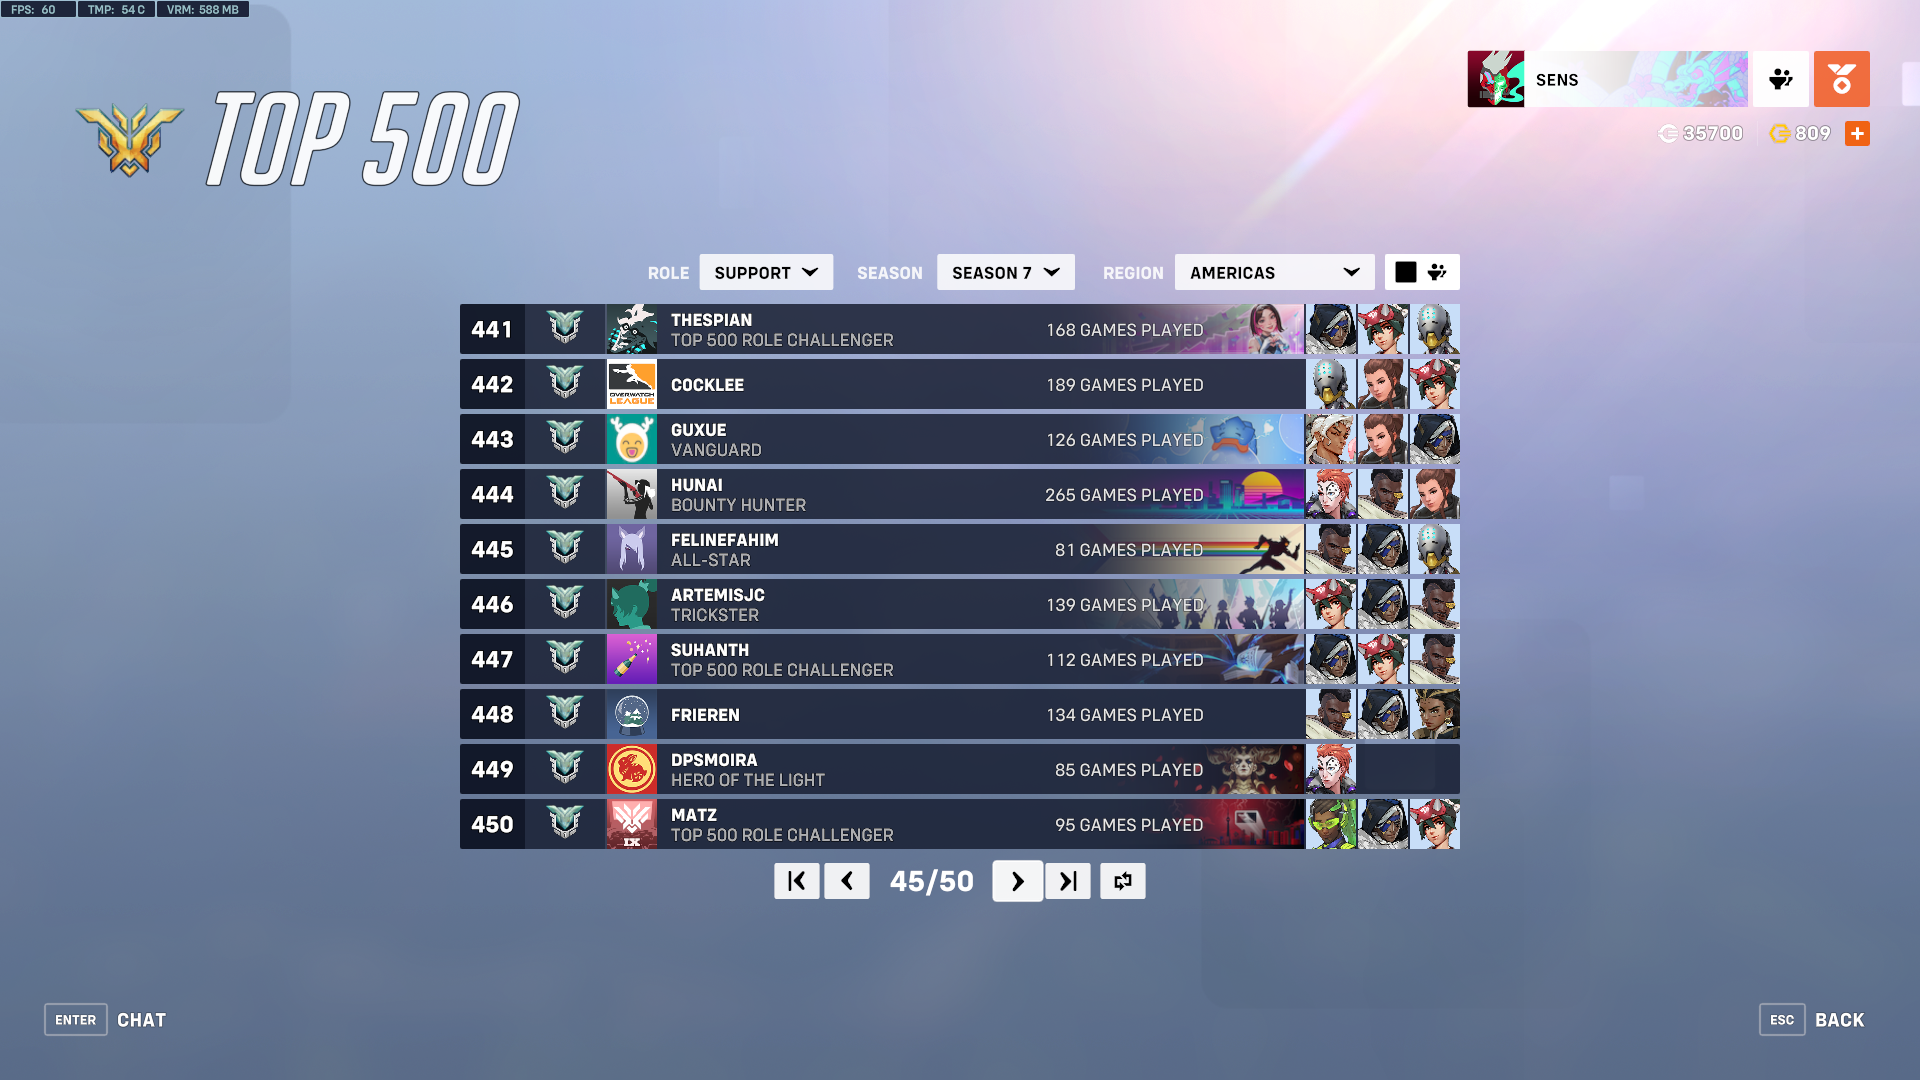 FPS: 60 TMP: 54 C VRM: 588 MB
TOP 500
SENS
35700 809 +
ROLE SUPPORT SEASON SEASON 7 REGION AMERICAS
441 THESPIAN TOP 500 ROLE CHALLENGER 168 GAMES PLAYED
442 OVERWATCH LEAGUE COCKLEE 189 GAMES PLAYED
443 GUXUE VANGUARD 126 GAMES PLAYED
444 HUNAI BOUNTY HUNTER 265 GAMES PLAYED
445 FELINEFAHIM ALL-STAR 81 GAMES PLAYED
446 ARTEMISJC TRICKSTER 139 GAMES PLAYED
447 SUHANTH TOP 500 ROLE CHALLENGER 112 GAMES PLAYED
448 FRIEREN 134 GAMES PLAYED
449 DPSMOIRA HERO OF THE LIGHT 85 GAMES PLAYED
450 IX MATZ TOP 500 ROLE CHALLENGER 95 GAMES PLAYED
45/50
ENTER CHAT
ESC BACK